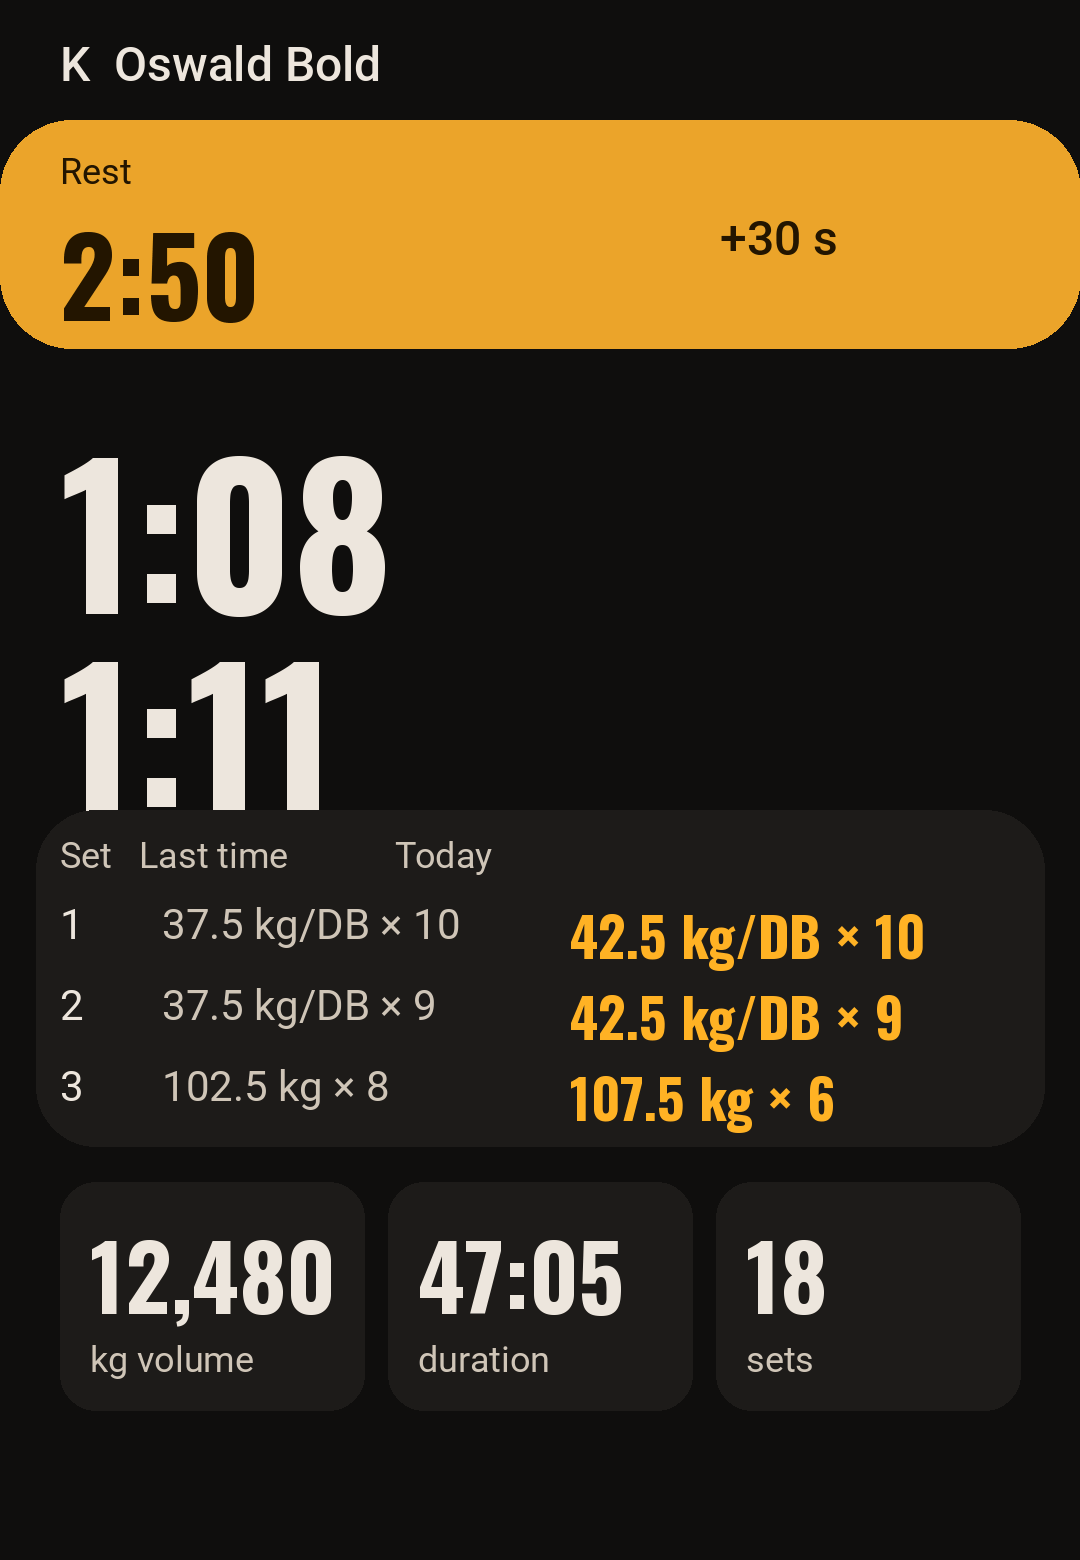 K Oswald Bold
Rest
2:50
+30 s
1:08
1:11
Set Last time Today
1 37.5 kg/DB × 10 42.5 kg/DB × 10
2 37.5 kg/DB × 9 42.5 kg/DB × 9
3 102.5 kg × 8 107.5 kg × 6
12,480 47:05 18
kg volume duration sets